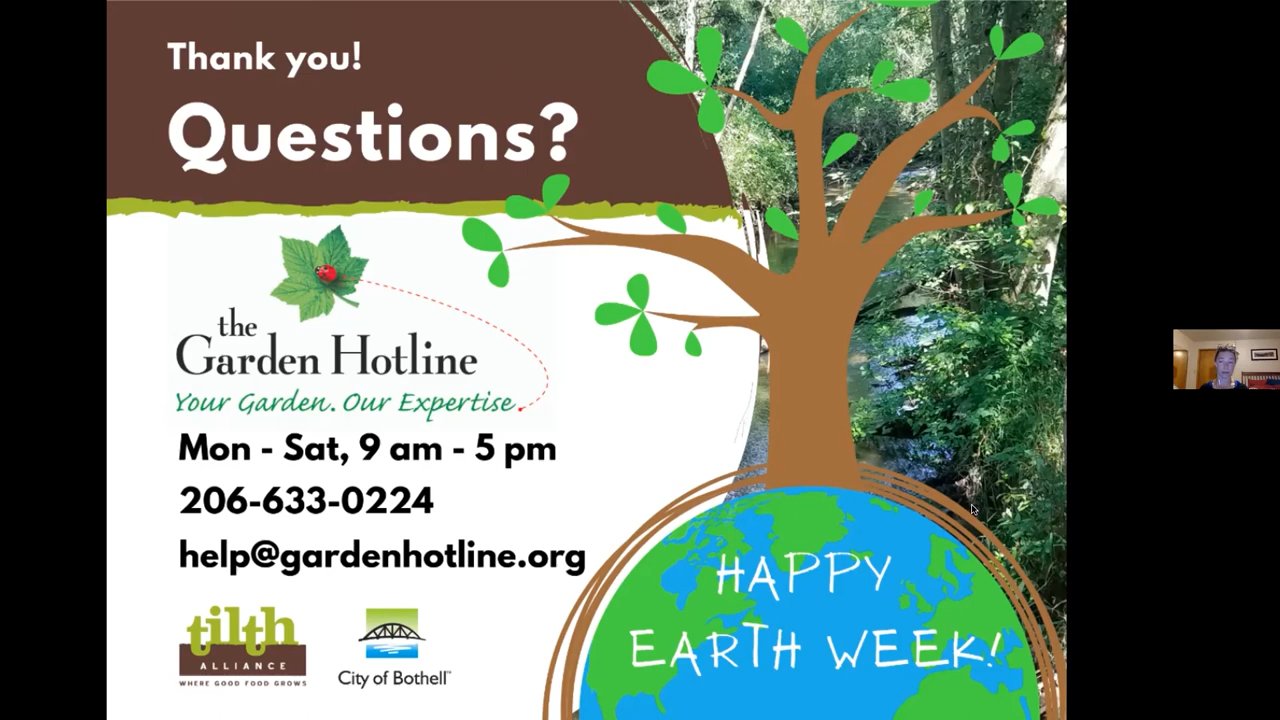 Thank you!
Questions?
the
Garden Hotline
Your Garden. Our Expertise.
Mon - Sat, 9 am - 5 pm
206-633-0224
help@gardenhotline.org
tilth
ALLIANCE
WHERE GOOD FOOD GROWS
City of Bothell™
HAPPY
EARTH WEEK!